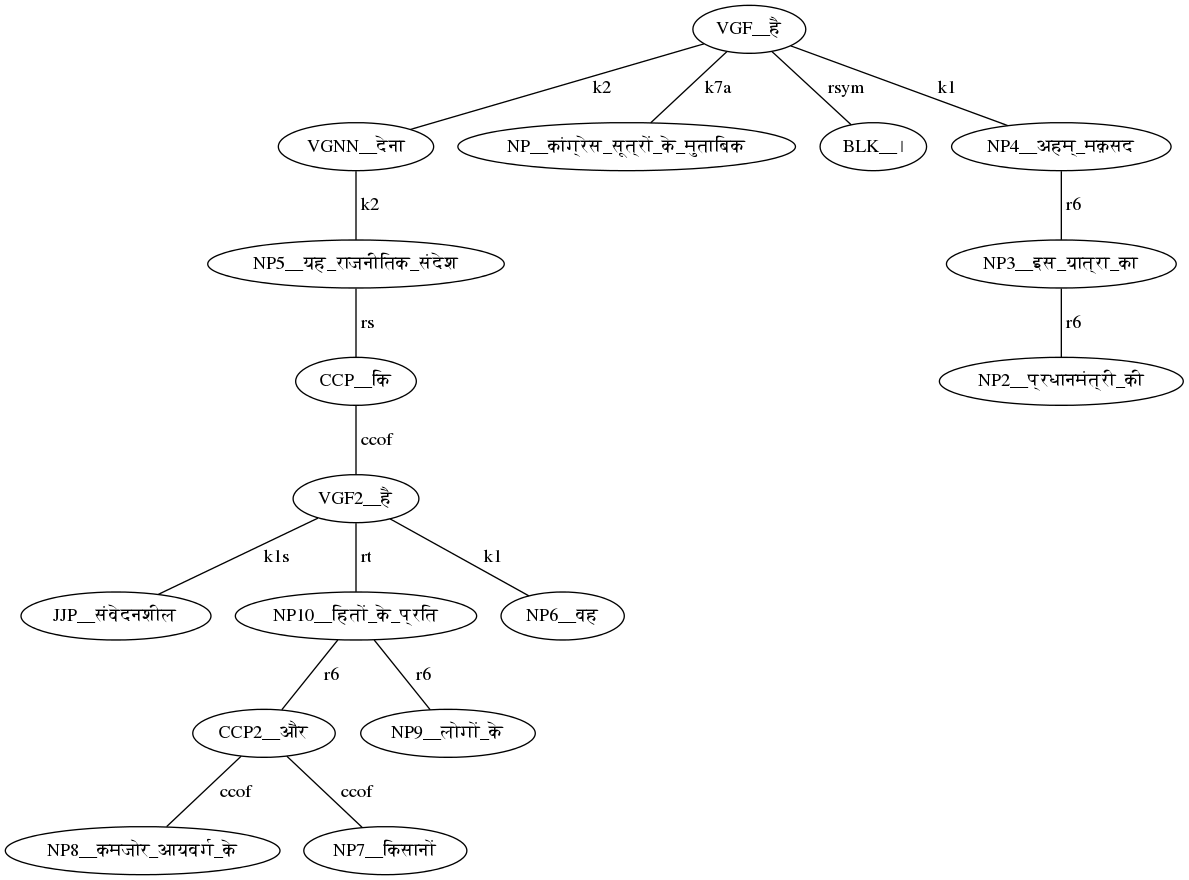 VGF__है
k2 k7a rsym k1
VGNN__देना NP__कांग्रेस_सूत्रों_के_मुताबिक BLK__। NP4__अहम्_मक़सद
k2 r6
NP5__यह_राजनीतिक_संदेश NP3__इस_यात्रा_का
rs r6
CCP__कि NP2__प्रधानमंत्री_की
ccof
VGF2__है
k1s rt k1
JJP__संवेदनशील NP10__हितों_के_प्रति NP6__वह
r6 r6
CCP2__और NP9__लोगों_के
ccof ccof
NP8__कमजोर_आयवर्ग_के NP7__किसानों